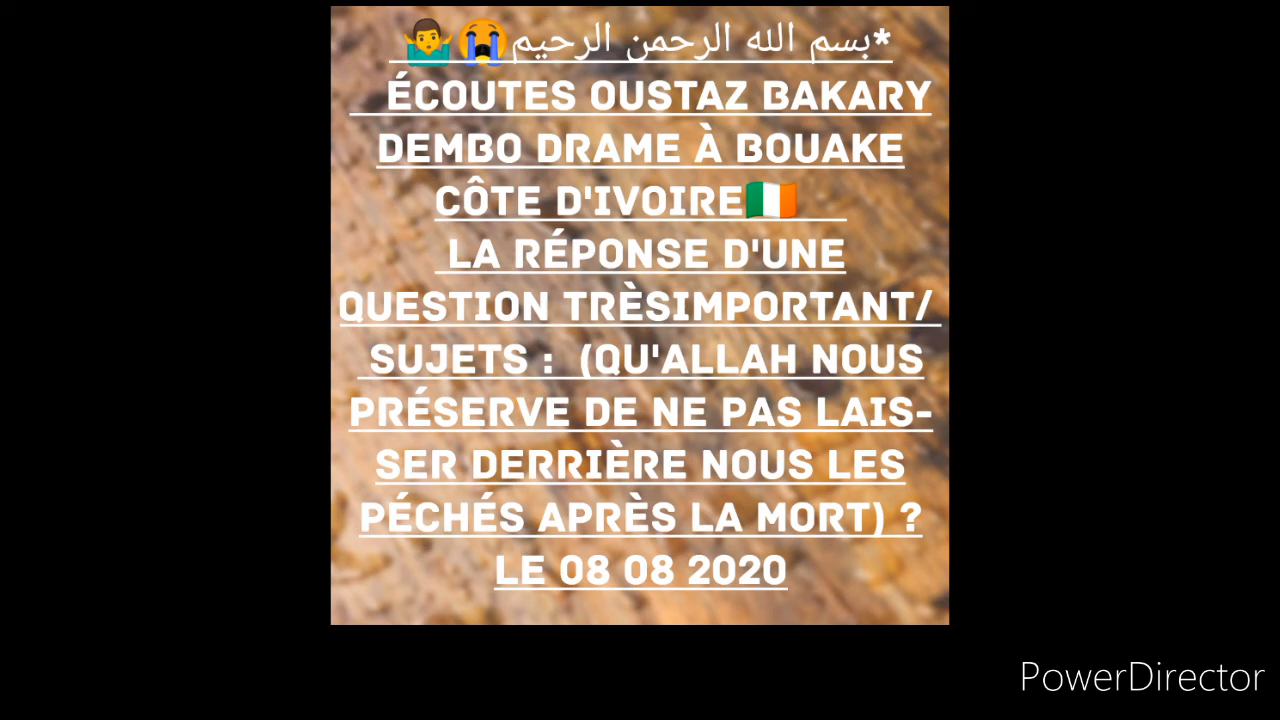 *بسم الله الرحمن الرحيم😭🤷‍♂️
ÉCOUTES OUSTAZ BAKARY
DEMBO DRAME À BOUAKE
CÔTE D'IVOIRE🇮🇪
LA RÉPONSE D'UNE
QUESTION TRÈSIMPORTANT/
SUJETS : (QU'ALLAH NOUS
PRÉSERVE DE NE PAS LAIS-
SER DERRIÈRE NOUS LES
PÉCHÉS APRÈS LA MORT) ?
LE 08 08 2020
PowerDirector